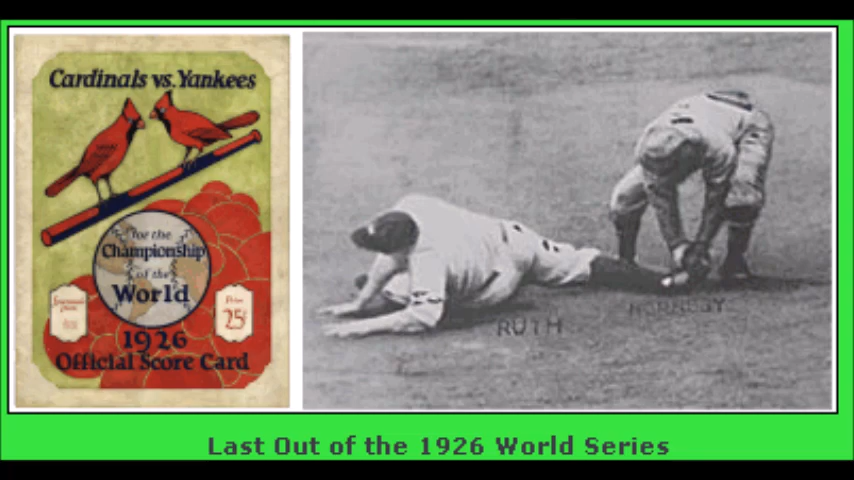 Cardinals vs. Yankees
for the
Championship
of the
World
Price
25¢
1926
Official Score Card
RUTH
HORNSBY
Last Out of the 1926 World Series